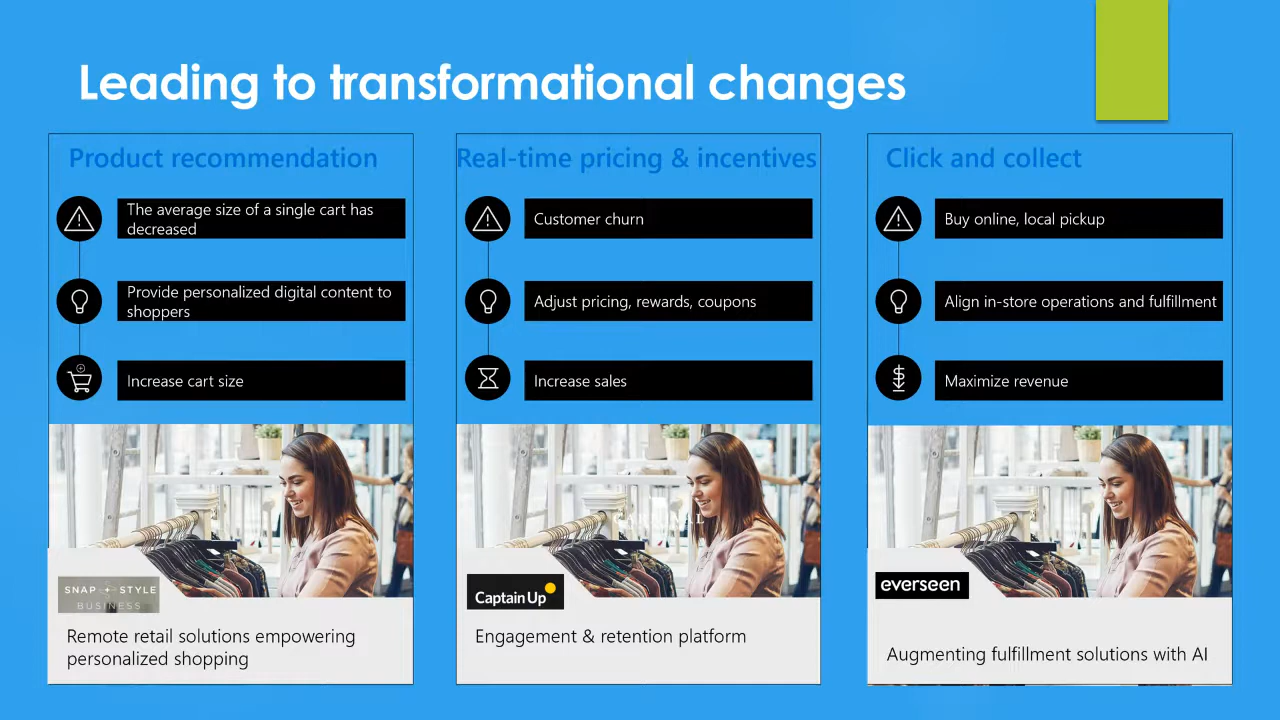 Leading to transformational changes
Product recommendation
The average size of a single cart has
decreased
Provide personalized digital content to
shoppers
Increase cart size
SNAP + STYLE
BUSINESS
Remote retail solutions empowering
personalized shopping
Real-time pricing & incentives
Customer churn
Adjust pricing, rewards, coupons
Increase sales
Captain Up
Engagement & retention platform
Click and collect
Buy online, local pickup
Align in-store operations and fulfillment
Maximize revenue
everseen
Augmenting fulfillment solutions with AI